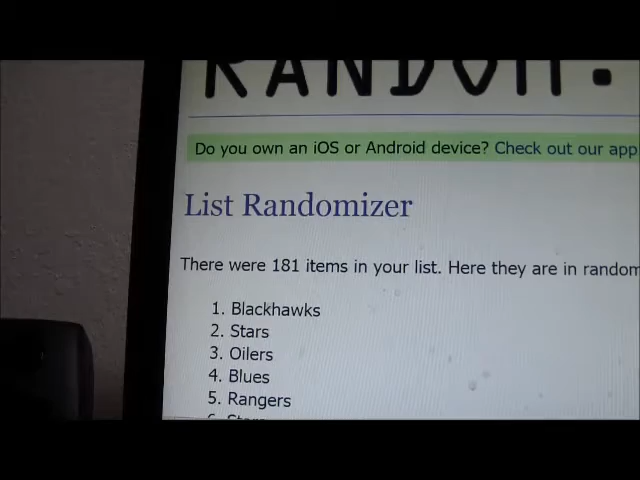 RANDOM.
Do you own an iOS or Android device? Check out our app
List Randomizer
There were 181 items in your list. Here they are in random
1. Blackhawks
2. Stars
3. Oilers
4. Blues
5. Rangers